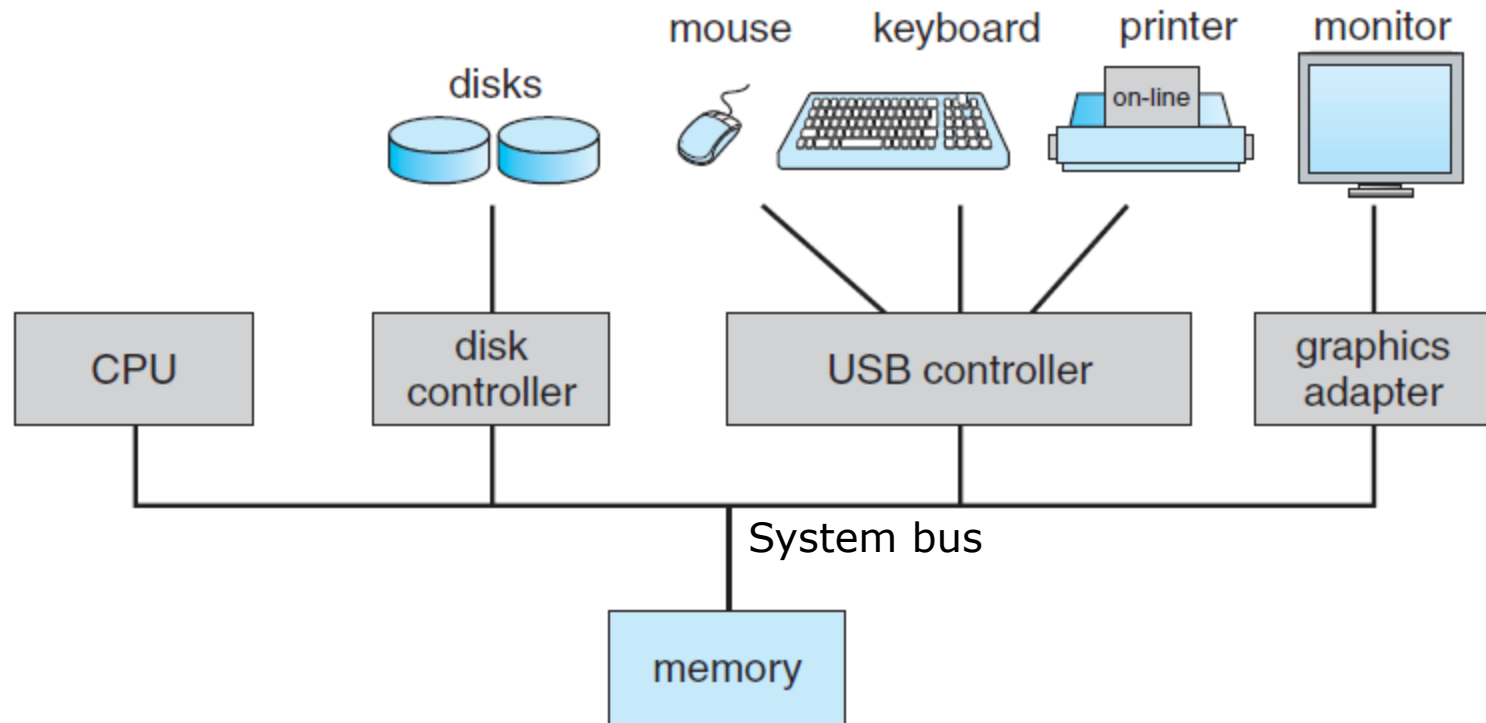 mouse
keyboard
printer
monitor
disks
on-line
CPU
disk
controller
USB controller
graphics
adapter
System bus
memory